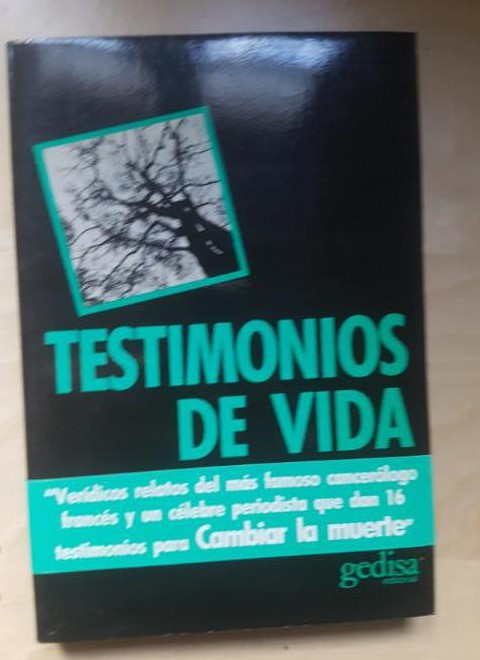 TESTIMONIOS
DE VIDA
"Verídicos relatos del más famoso cancerólogo
francés y un célebre periodista que dan 16
testimonios para Cambiar la muerte"
gedisa
editorial